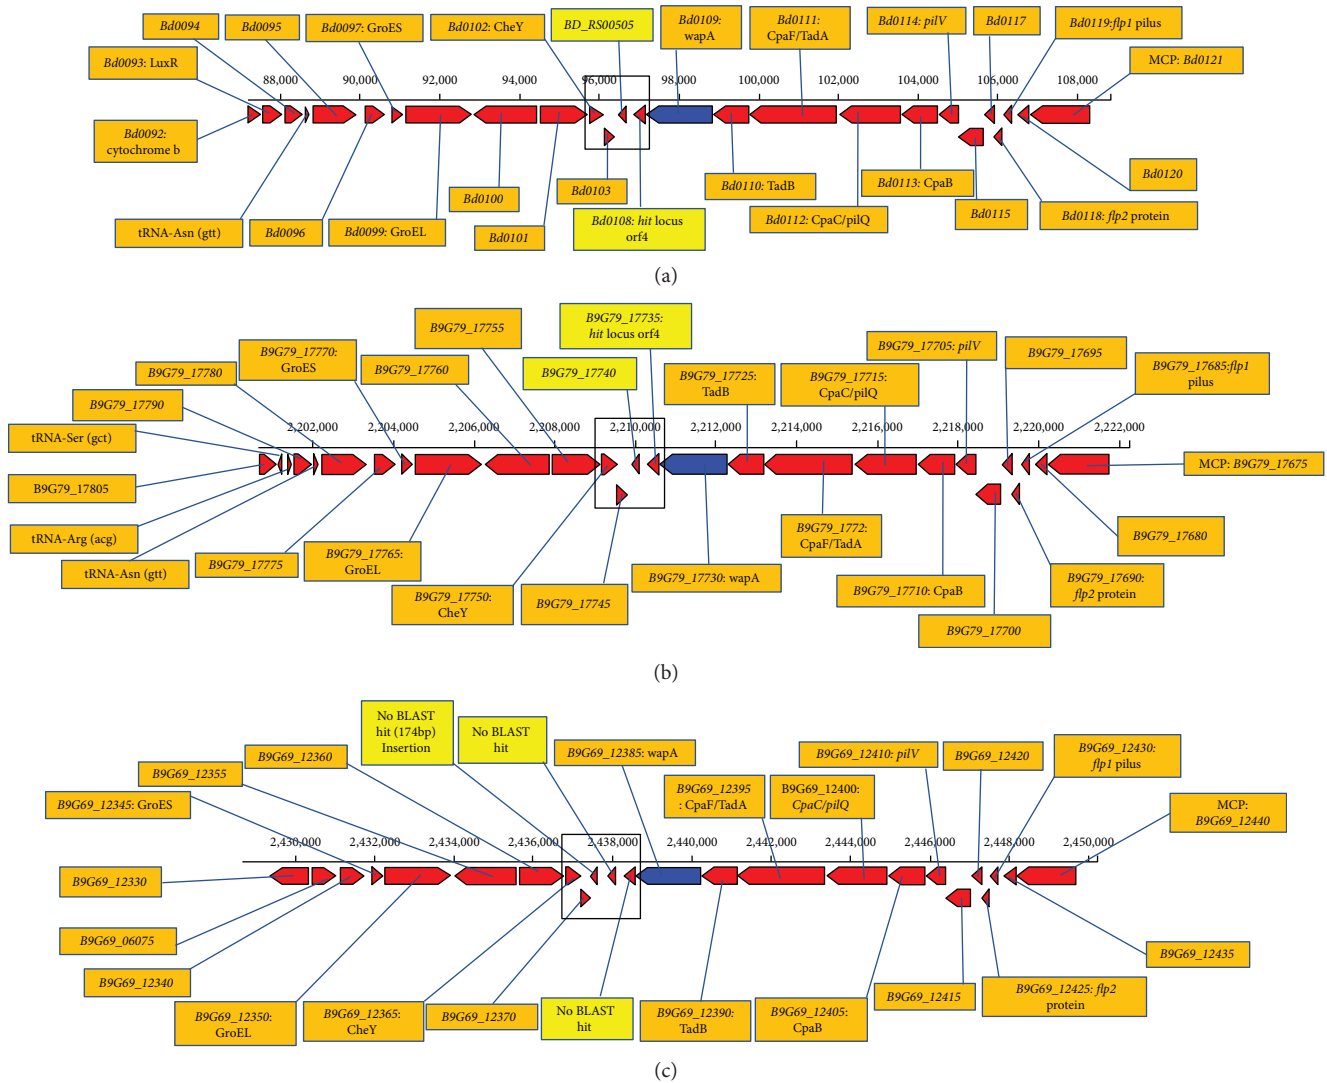 Bd0094
Bd0095
Bd0097: GroES
Bd0102: CheY
BD_RS00505
Bd0109:
wapA
Bd0111:
CpaF/TadA
Bd0114: pilV
Bd0117
Bd0119:flp1 pilus
Bd0093: LuxR
MCP: Bd0121
88,000
90,000
92,000
94,000
96,000
98,000
100,000
102,000
104,000
106,000
108,000
Bd0092:
cytochrome b
tRNA-Asn (gtt)
Bd0096
Bd0099: GroEL
Bd0100
Bd0101
Bd0103
Bd0108: hit locus
orf4
Bd0110: TadB
Bd0112: CpaC/pilQ
Bd0113: CpaB
Bd0115
Bd0118: flp2 protein
Bd0120
(a)
B9G79_17755
B9G79_17735:
hit locus orf4
B9G79_17770:
GroES
B9G79_17760
B9G79_17740
B9G79_17725:
TadB
B9G79_17715:
CpaC/pilQ
B9G79_17705: pilV
B9G79_17695
B9G79_17685:flp1
pilus
B9G79_17780
B9G79_17790
tRNA-Ser (gct)
2,202,000
2,204,000
2,206,000
2,208,000
2,210,000
2,212,000
2,214,000
2,216,000
2,218,000
2,220,000
2,222,000
MCP: B9G79_17675
B9G79_17805
tRNA-Arg (acg)
tRNA-Asn (gtt)
B9G79_17775
B9G79_17765:
GroEL
B9G79_17750:
CheY
B9G79_17745
B9G79_17730: wapA
B9G79_1772:
CpaF/TadA
B9G79_17710: CpaB
B9G79_17700
B9G79_17690:
flp2 protein
B9G79_17680
(b)
No BLAST
hit (174bp)
Insertion
No BLAST
hit
B9G69_12385: wapA
B9G69_12395
: CpaF/TadA
B9G69_12400:
CpaC/pilQ
B9G69_12410: pilV
B9G69_12420
B9G69_12430:
flp1 pilus
B9G69_12360
B9G69_12355
B9G69_12345: GroES
MCP:
B9G69_12440
2,430,000
2,432,000
2,434,000
2,436,000
2,438,000
2,440,000
2,442,000
2,444,000
2,446,000
2,448,000
2,450,000
B9G69_12330
B9G69_06075
B9G69_12340
B9G69_12350:
GroEL
B9G69_12365:
CheY
B9G69_12370
No BLAST
hit
B9G69_12390:
TadB
B9G69_12405:
CpaB
B9G69_12415
B9G69_12425: flp2
protein
B9G69_12435
(c)